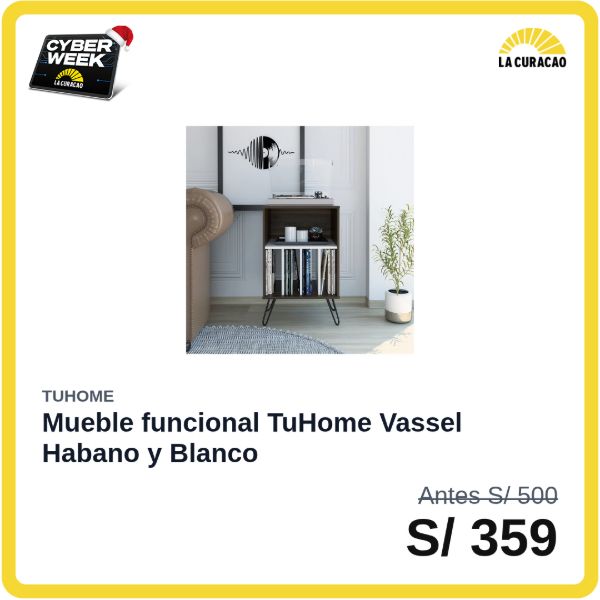 CYBER
WEEK
LA CURACAO
LA CURACAO
TUHOME
Mueble funcional TuHome Vassel
Habano y Blanco
Antes S/ 500
S/ 359